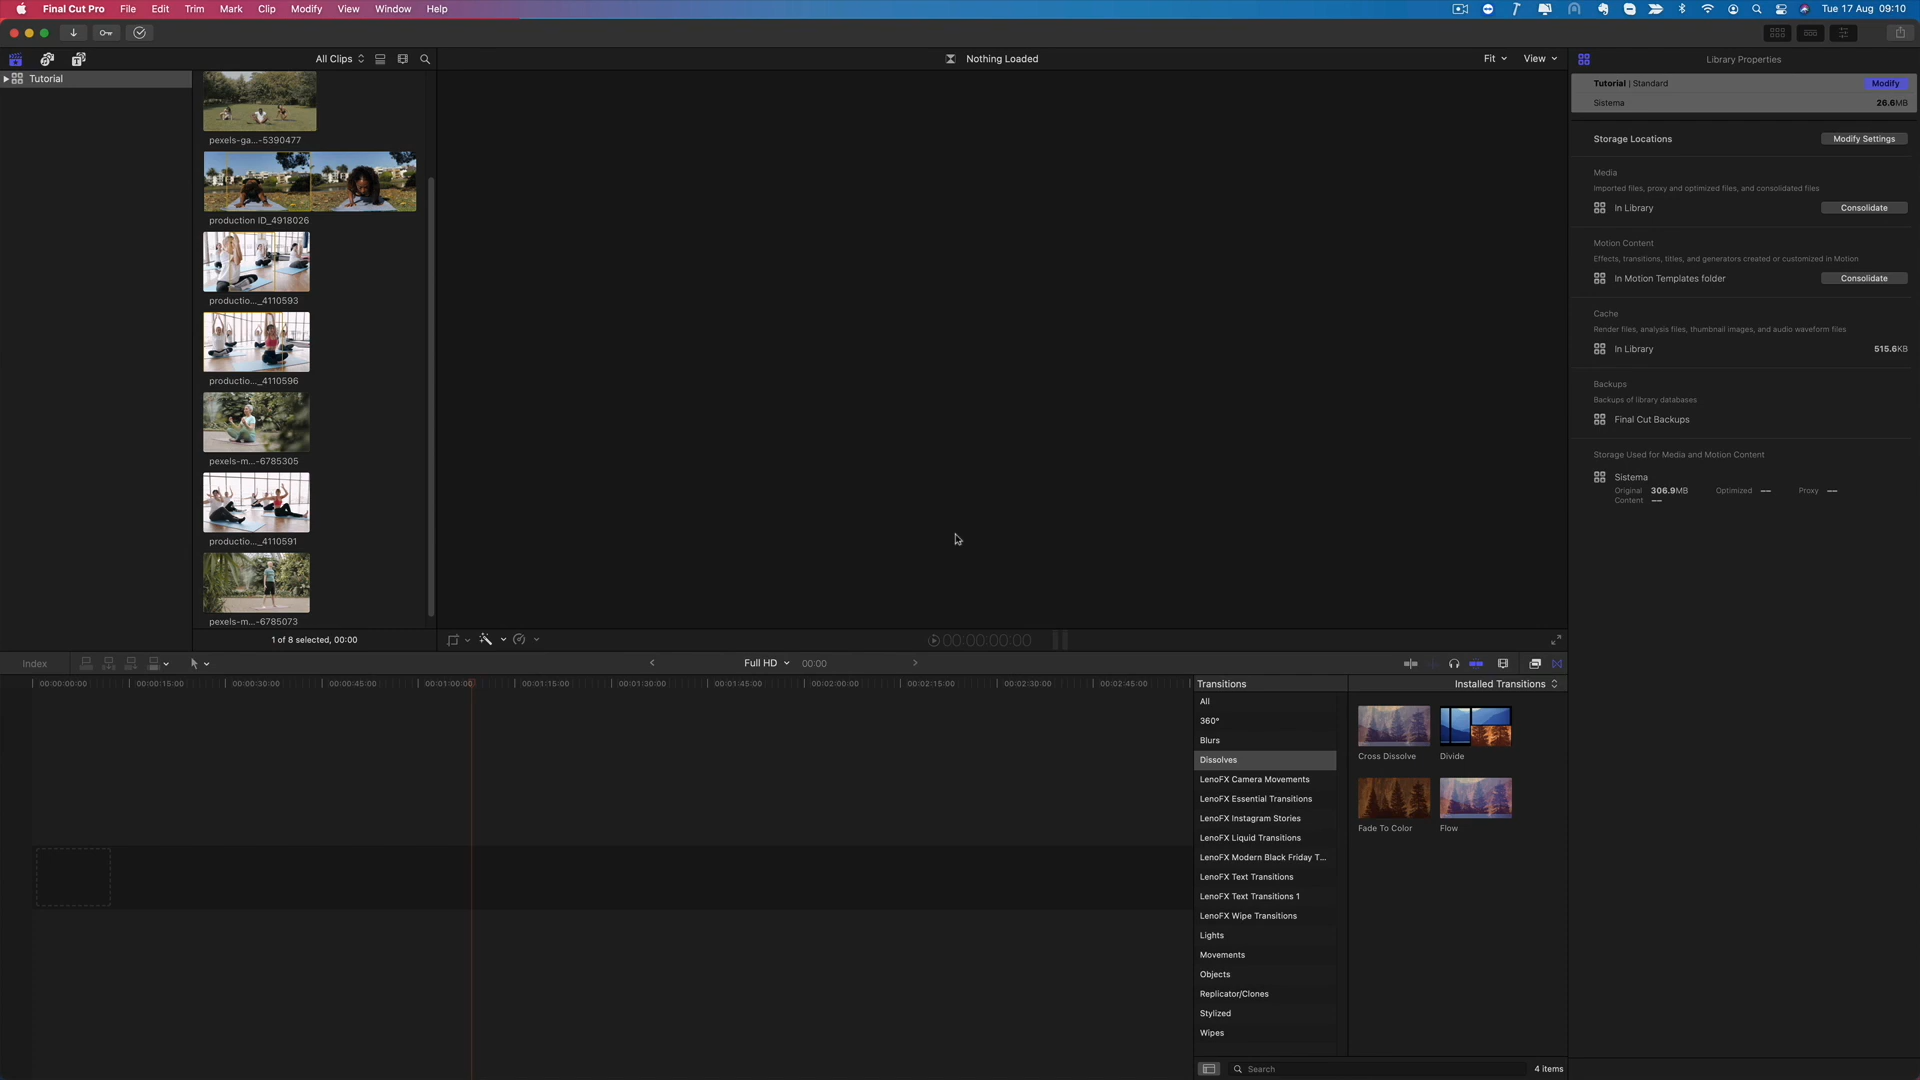 Final Cut Pro File Edit Trim Mark Clip Modify View Window Help Tue 17 Aug 09:10
All Clips Nothing Loaded Fit View Library Properties
Tutorial
Tutorial | Standard Modify
Sistema 26.6MB
Storage Locations Modify Settings
Media
Imported files, proxy and optimized files, and consolidated files
In Library Consolidate
Motion Content
Effects, transitions, titles, and generators created or customized in Motion
In Motion Templates folder Consolidate
Cache
Render files, analysis files, thumbnail images, and audio waveform files
In Library 515.6KB
Backups
Backups of library databases
Final Cut Backups
Storage Used for Media and Motion Content
Sistema
Original 306.9MB Optimized -- Proxy --
Content --
pexels-ga...-5390477
production ID_4918026
productio..._4110593
productio..._4110596
pexels-m...-6785305
productio..._4110591
pexels-m...-6785073
1 of 8 selected, 00:00
00:00:00:00
Index Full HD 00:00
00:00:00:00 00:00:15:00 00:00:30:00 00:00:45:00 00:01:00:00 00:01:15:00 00:01:30:00 00:01:45:00 00:02:00:00 00:02:15:00 00:02:30:00 00:02:45:00
Transitions Installed Transitions
All
360°
Blurs
Dissolves
LenoFX Camera Movements
LenoFX Essential Transitions
LenoFX Instagram Stories
LenoFX Liquid Transitions
LenoFX Modern Black Friday T...
LenoFX Text Transitions
LenoFX Text Transitions 1
LenoFX Wipe Transitions
Lights
Movements
Objects
Replicator/Clones
Stylized
Wipes
Cross Dissolve Divide
Fade To Color Flow
Search 4 items